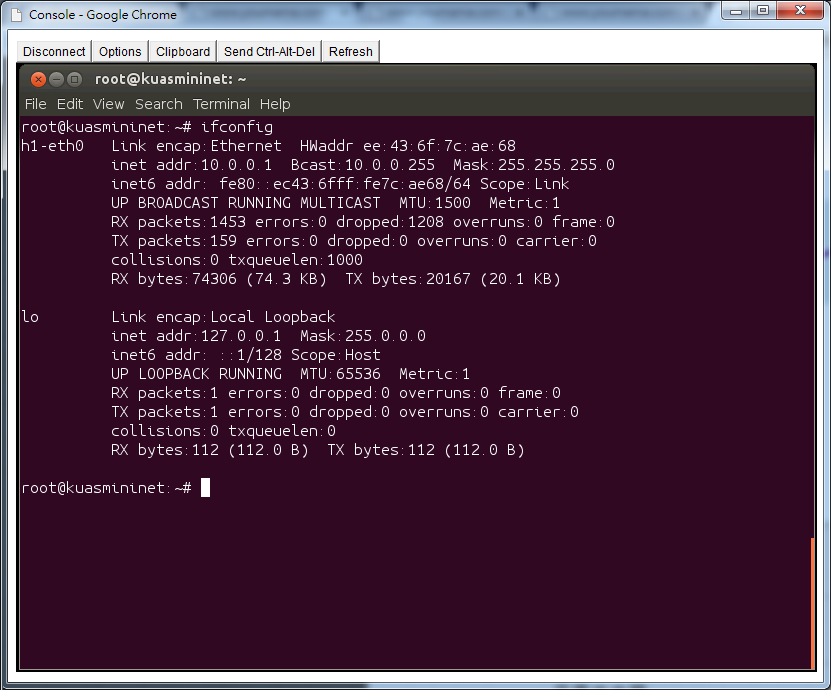 Console - Google Chrome
Disconnect Options Clipboard Send Ctrl-Alt-Del Refresh
root@kuasmininet: ~
File Edit View Search Terminal Help
root@kuasmininet:~# ifconfig
h1-eth0   Link encap:Ethernet  HWaddr ee:43:6f:7c:ae:68
          inet addr:10.0.0.1  Bcast:10.0.0.255  Mask:255.255.255.0
          inet6 addr: fe80::ec43:6fff:fe7c:ae68/64 Scope:Link
          UP BROADCAST RUNNING MULTICAST  MTU:1500  Metric:1
          RX packets:1453 errors:0 dropped:1208 overruns:0 frame:0
          TX packets:159 errors:0 dropped:0 overruns:0 carrier:0
          collisions:0 txqueuelen:1000
          RX bytes:74306 (74.3 KB)  TX bytes:20167 (20.1 KB)
lo        Link encap:Local Loopback
          inet addr:127.0.0.1  Mask:255.0.0.0
          inet6 addr: ::1/128 Scope:Host
          UP LOOPBACK RUNNING  MTU:65536  Metric:1
          RX packets:1 errors:0 dropped:0 overruns:0 frame:0
          TX packets:1 errors:0 dropped:0 overruns:0 carrier:0
          collisions:0 txqueuelen:0
          RX bytes:112 (112.0 B)  TX bytes:112 (112.0 B)
root@kuasmininet:~#